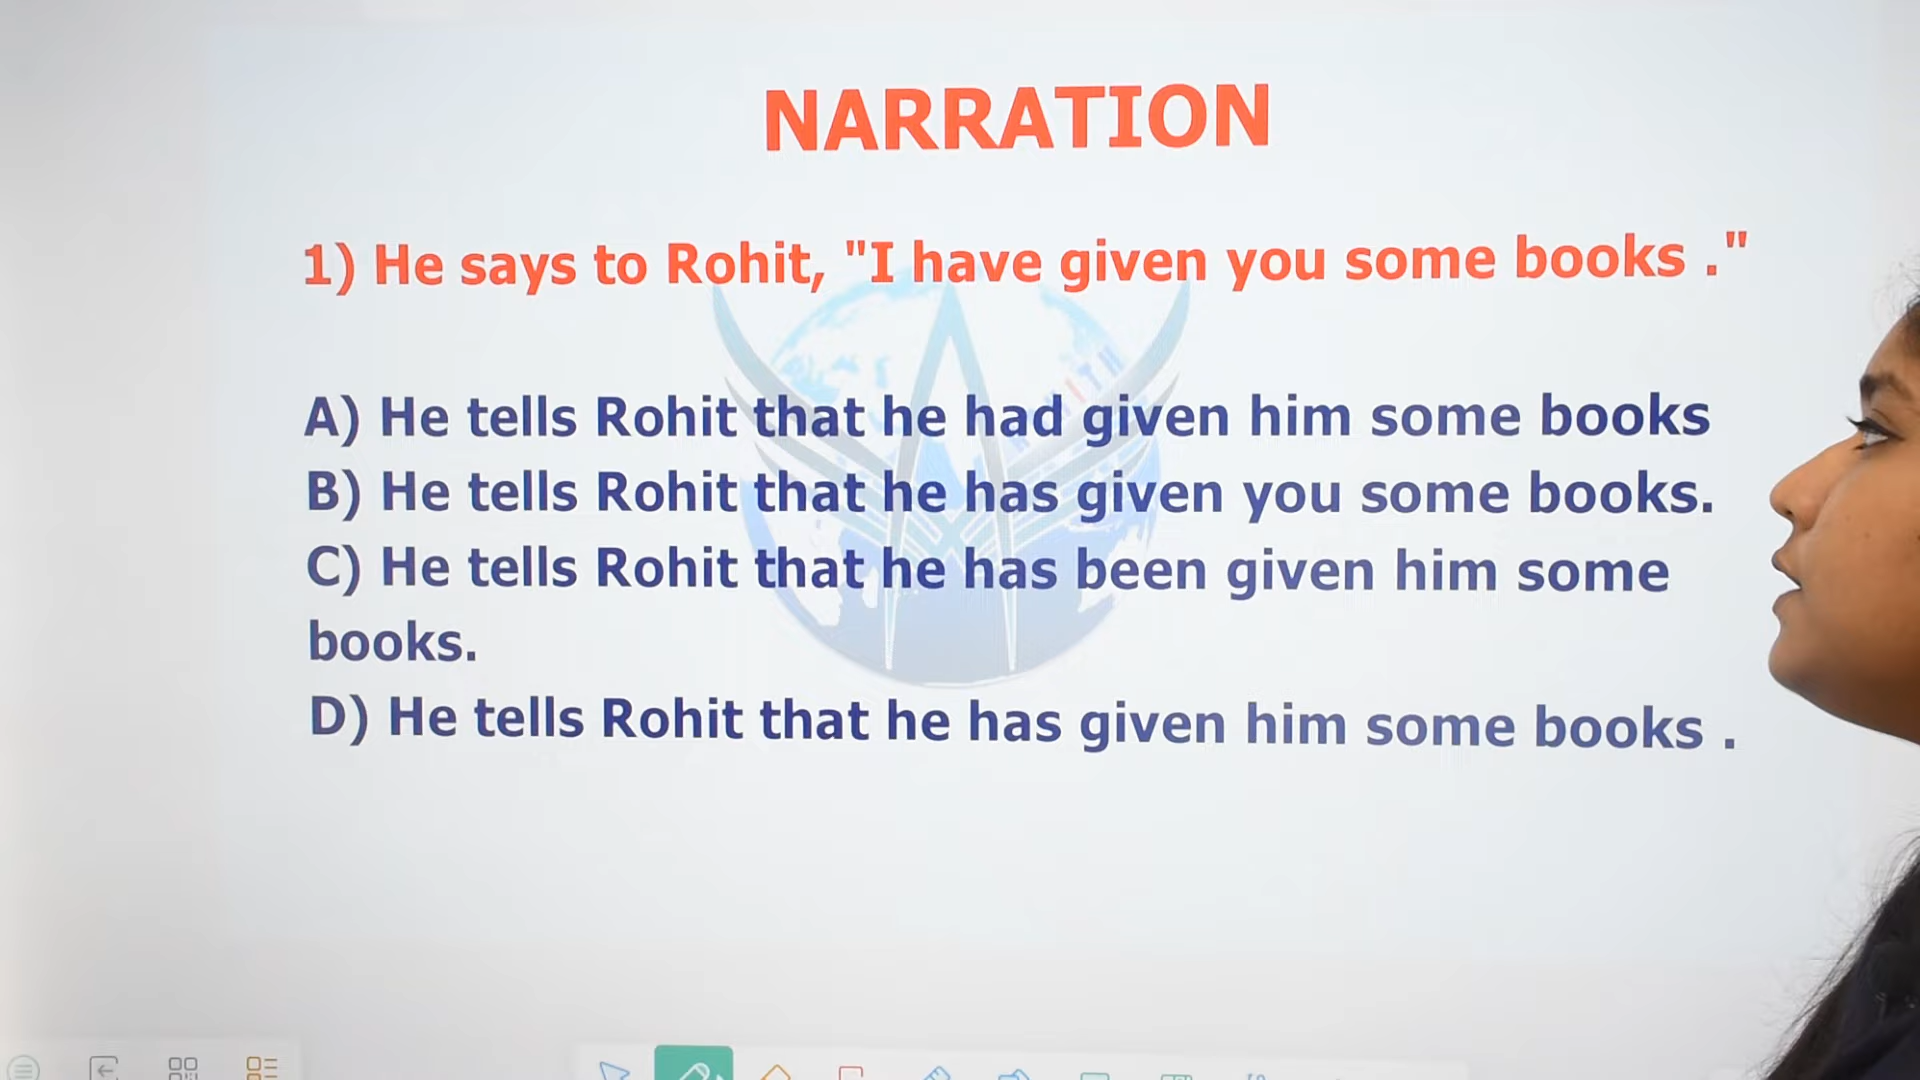 NARRATION
1) He says to Rohit, "I have given you some books ."
A) He tells Rohit that he had given him some books
B) He tells Rohit that he has given you some books.
C) He tells Rohit that he has been given him some
books.
D) He tells Rohit that he has given him some books .